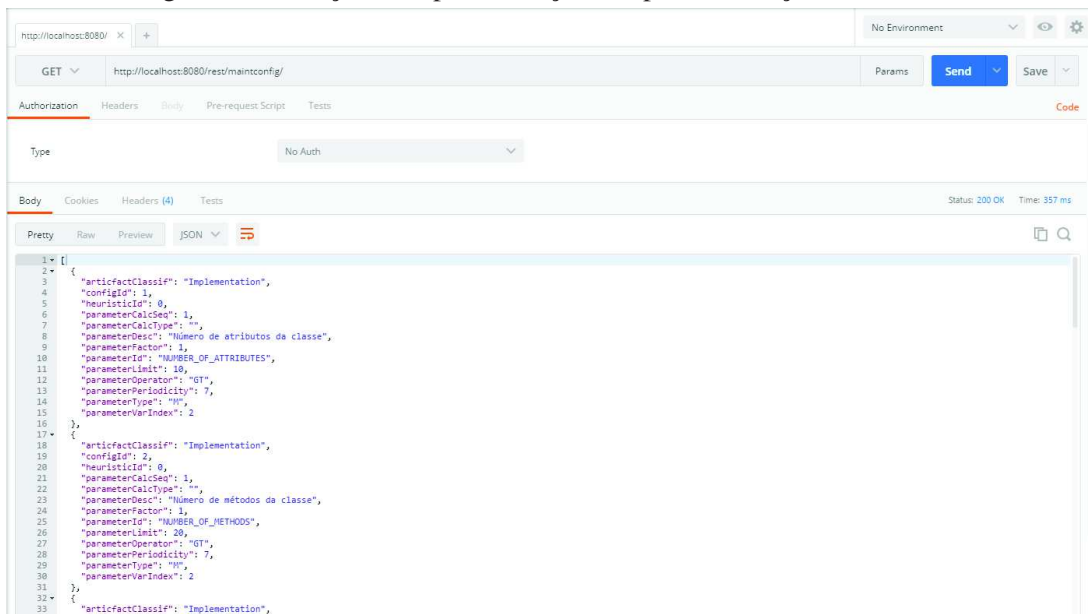 http://localhost:8080/ × +
No Environment
GET http://localhost:8080/rest/maintconfig/ Params Send Save
Authorization Headers Body Pre-request Script Tests Code
Type No Auth
Body Cookies Headers (4) Tests Status: 200 OK Time: 357 ms
Pretty Raw Preview JSON
1 [
2 {
3 "articfactClassif": "Implementation",
4 "configId": 1,
5 "heuristicId": 0,
6 "parameterCalcSeq": 1,
7 "parameterCalcType": "",
8 "parameterDesc": "Número de atributos da classe",
9 "parameterFactor": 1,
10 "parameterId": "NUMBER_OF_ATTRIBUTES",
11 "parameterLimit": 10,
12 "parameterOperator": "GT",
13 "parameterPeriodicity": 7,
14 "parameterType": "M",
15 "parameterVarIndex": 2
16 },
17 {
18 "articfactClassif": "Implementation",
19 "configId": 2,
20 "heuristicId": 0,
21 "parameterCalcSeq": 1,
22 "parameterCalcType": "",
23 "parameterDesc": "Número de métodos da classe",
24 "parameterFactor": 1,
25 "parameterId": "NUMBER_OF_METHODS",
26 "parameterLimit": 20,
27 "parameterOperator": "GT",
28 "parameterPeriodicity": 7,
29 "parameterType": "M",
30 "parameterVarIndex": 2
31 },
32 {
33 "articfactClassif": "Implementation",